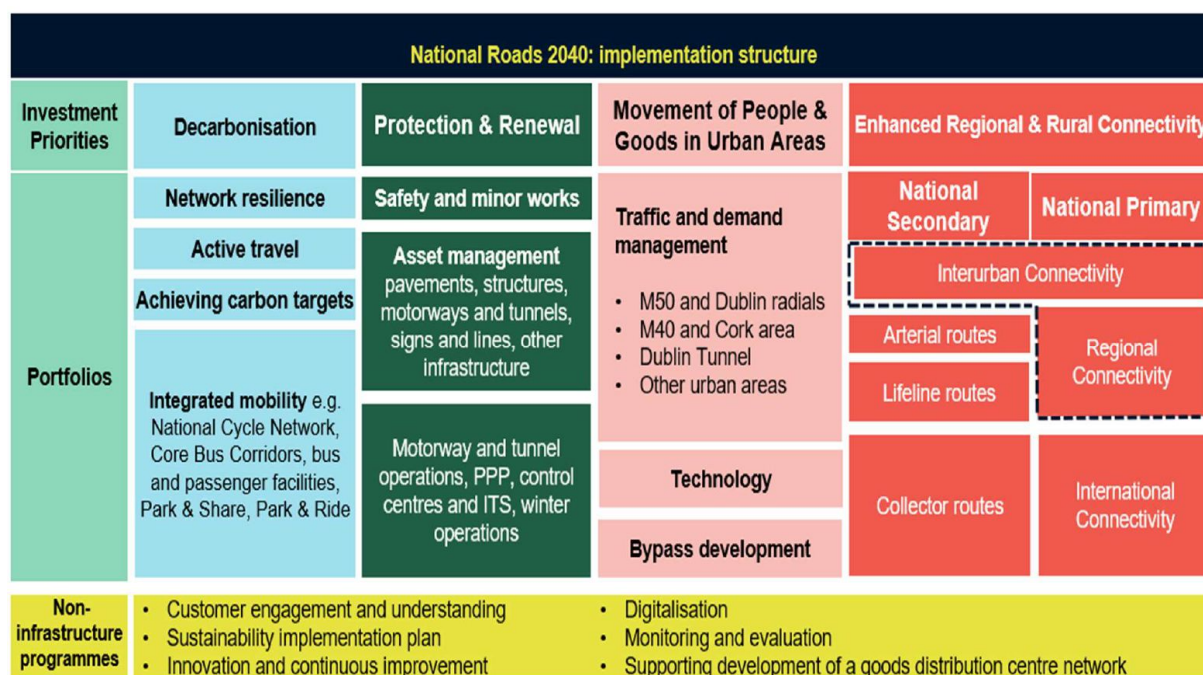 National Roads 2040: implementation structure
Investment
Priorities
Decarbonisation
Protection & Renewal
Movement of People &
Goods in Urban Areas
Enhanced Regional & Rural Connectivity
Portfolios
Network resilience
Active travel
Achieving carbon targets
Integrated mobility e.g.
National Cycle Network,
Core Bus Corridors, bus
and passenger facilities,
Park & Share, Park & Ride
Safety and minor works
Asset management
pavements, structures,
motorways and tunnels,
signs and lines, other
infrastructure
Motorway and tunnel
operations, PPP, control
centres and ITS, winter
operations
Traffic and demand
management
• M50 and Dublin radials
• M40 and Cork area
• Dublin Tunnel
• Other urban areas
Technology
Bypass development
National
Secondary
National Primary
Interurban Connectivity
Arterial routes
Lifeline routes
Regional
Connectivity
Collector routes
International
Connectivity
Non-
infrastructure
programmes
• Customer engagement and understanding
• Sustainability implementation plan
• Innovation and continuous improvement
• Digitalisation
• Monitoring and evaluation
• Supporting development of a goods distribution centre network